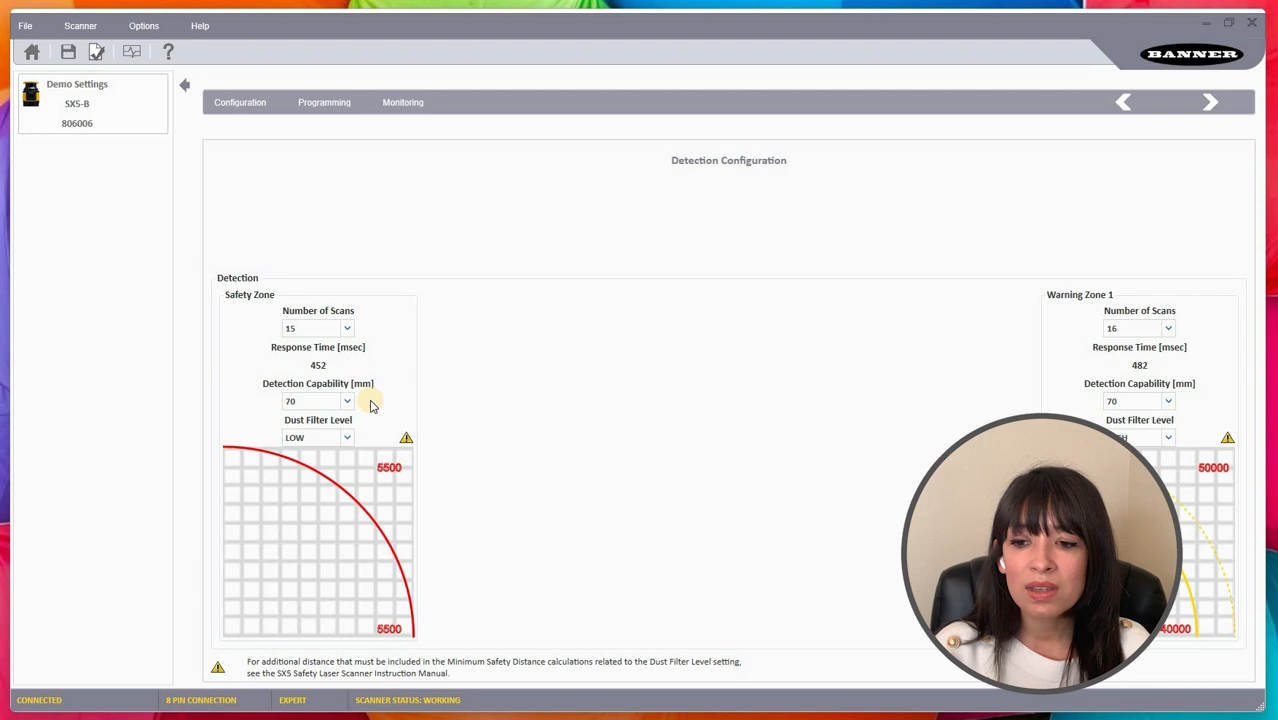 File Scanner Options Help
BANNER
Demo Settings
SX5-B
806006
Configuration Programming Monitoring
Detection Configuration
Detection
Safety Zone
Number of Scans
15
Response Time [msec]
452
Detection Capability [mm]
70
Dust Filter Level
LOW
5500
5500
Warning Zone 1
Number of Scans
16
Response Time [msec]
482
Detection Capability [mm]
70
Dust Filter Level
50000
40000
For additional distance that must be included in the Minimum Safety Distance calculations related to the Dust Filter Level setting,
see the SX5 Safety Laser Scanner Instruction Manual.
CONNECTED 8 PIN CONNECTION EXPERT SCANNER STATUS: WORKING